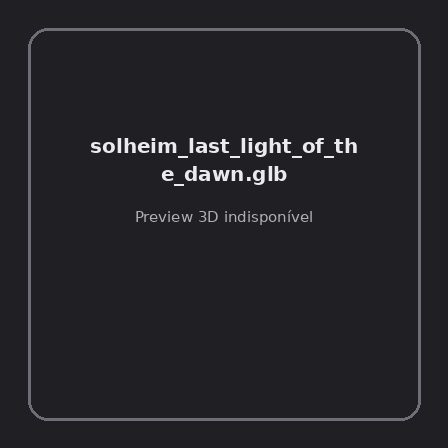 solheim_last_light_of_th
e_dawn.glb
Preview 3D indisponível